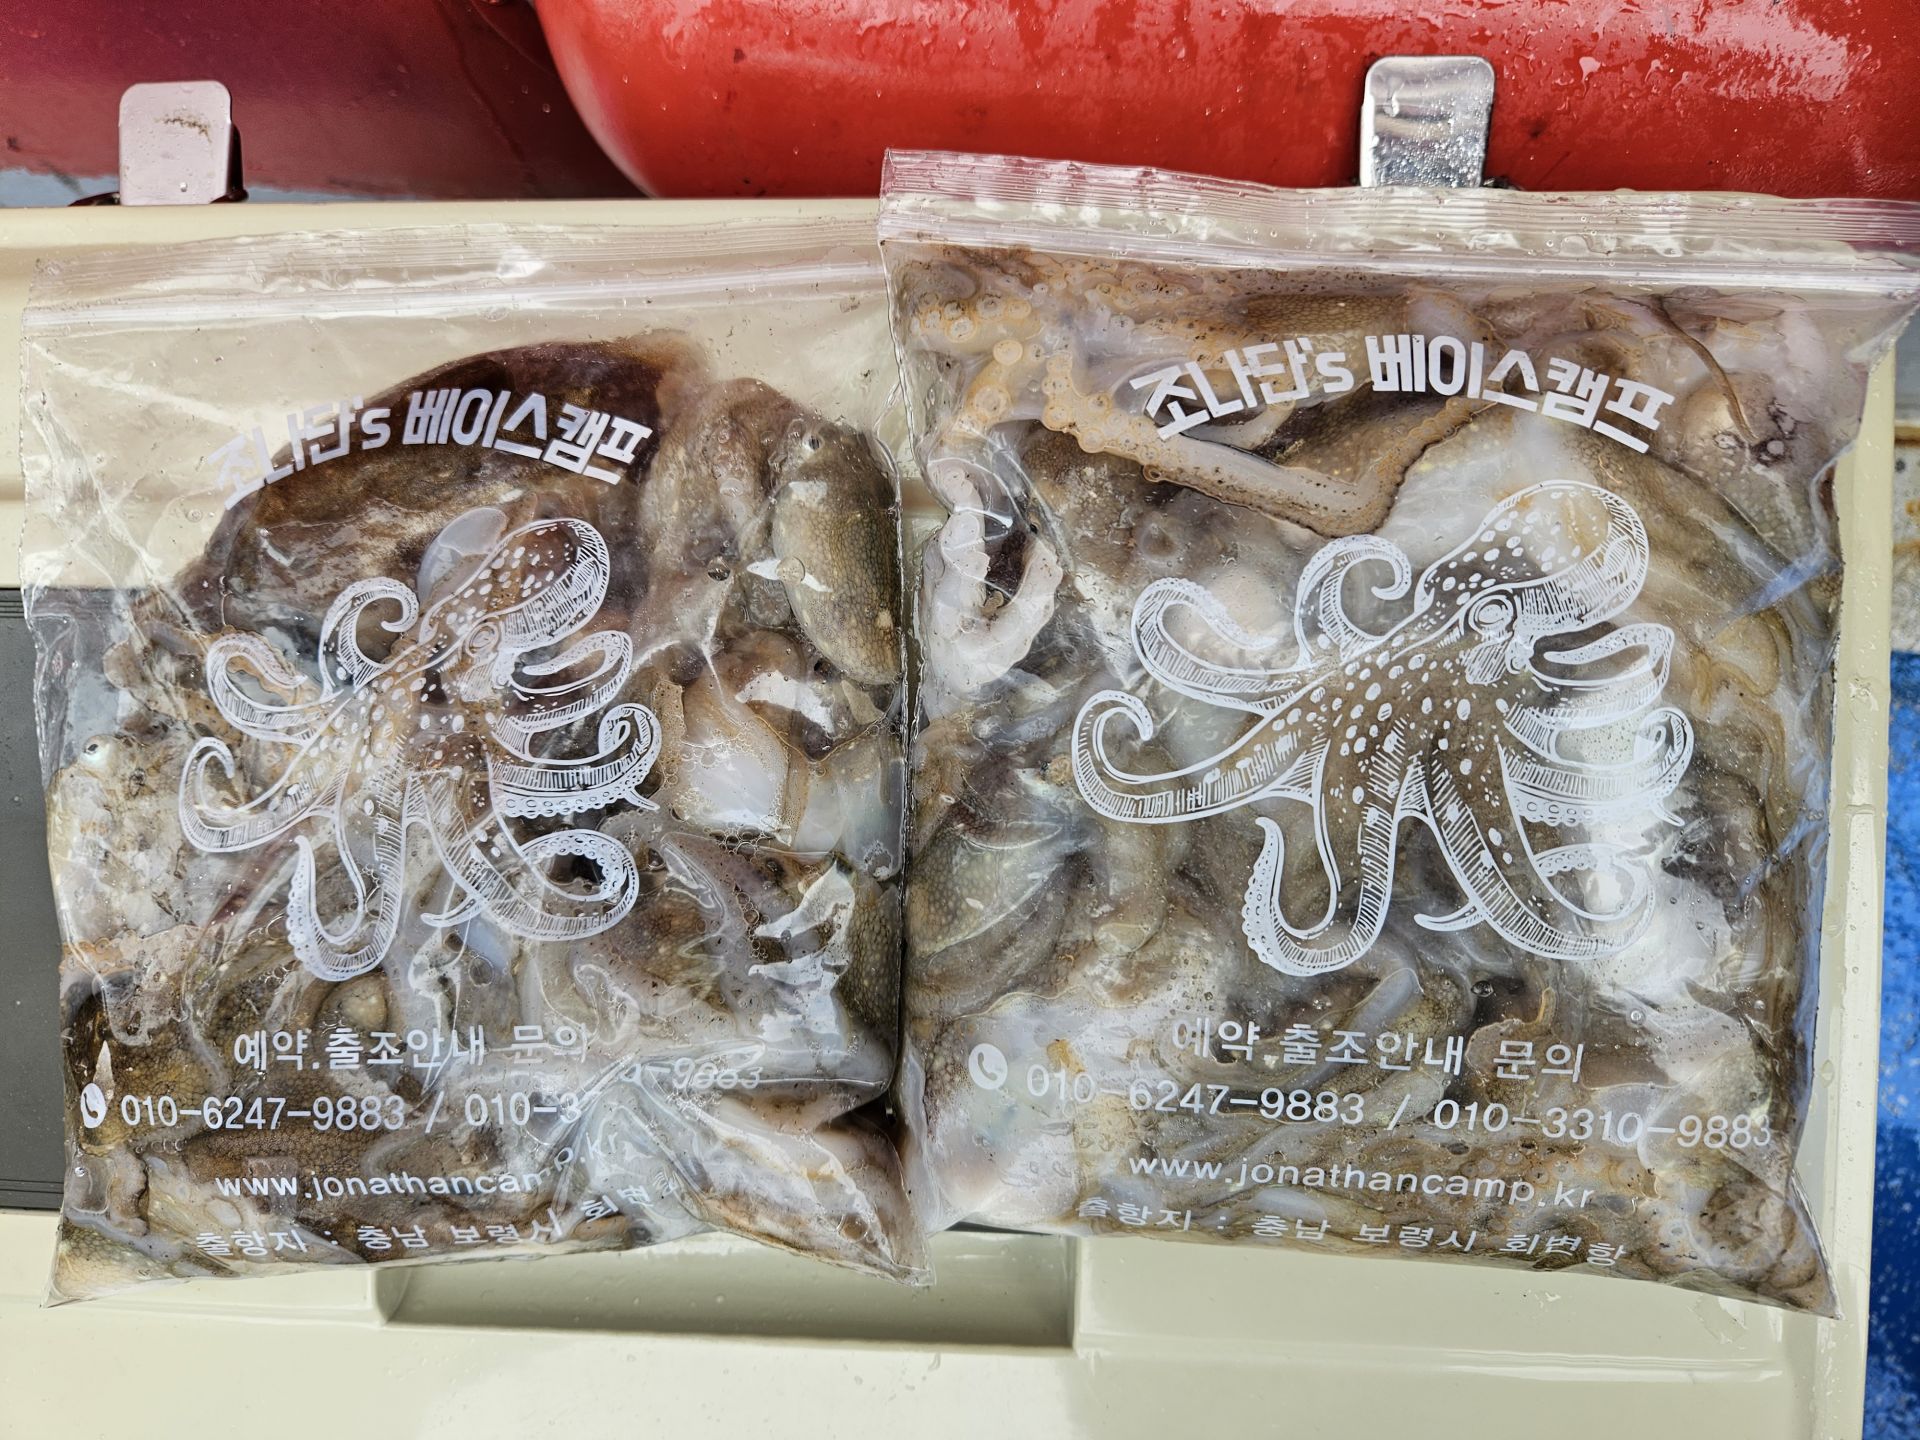 조나단's 베이스캠프
예약.출조안내 문의
010-6247-9883 / 010-3
0-9883
www.jonathancamp.kr
출항지 : 충남 보령시 회변
조나단's 베이스캠프
예약.출조안내 문의
010-6247-9883 / 010-3310-9883
www.jonathancamp.kr
출항지 : 충남 보령시 회변항